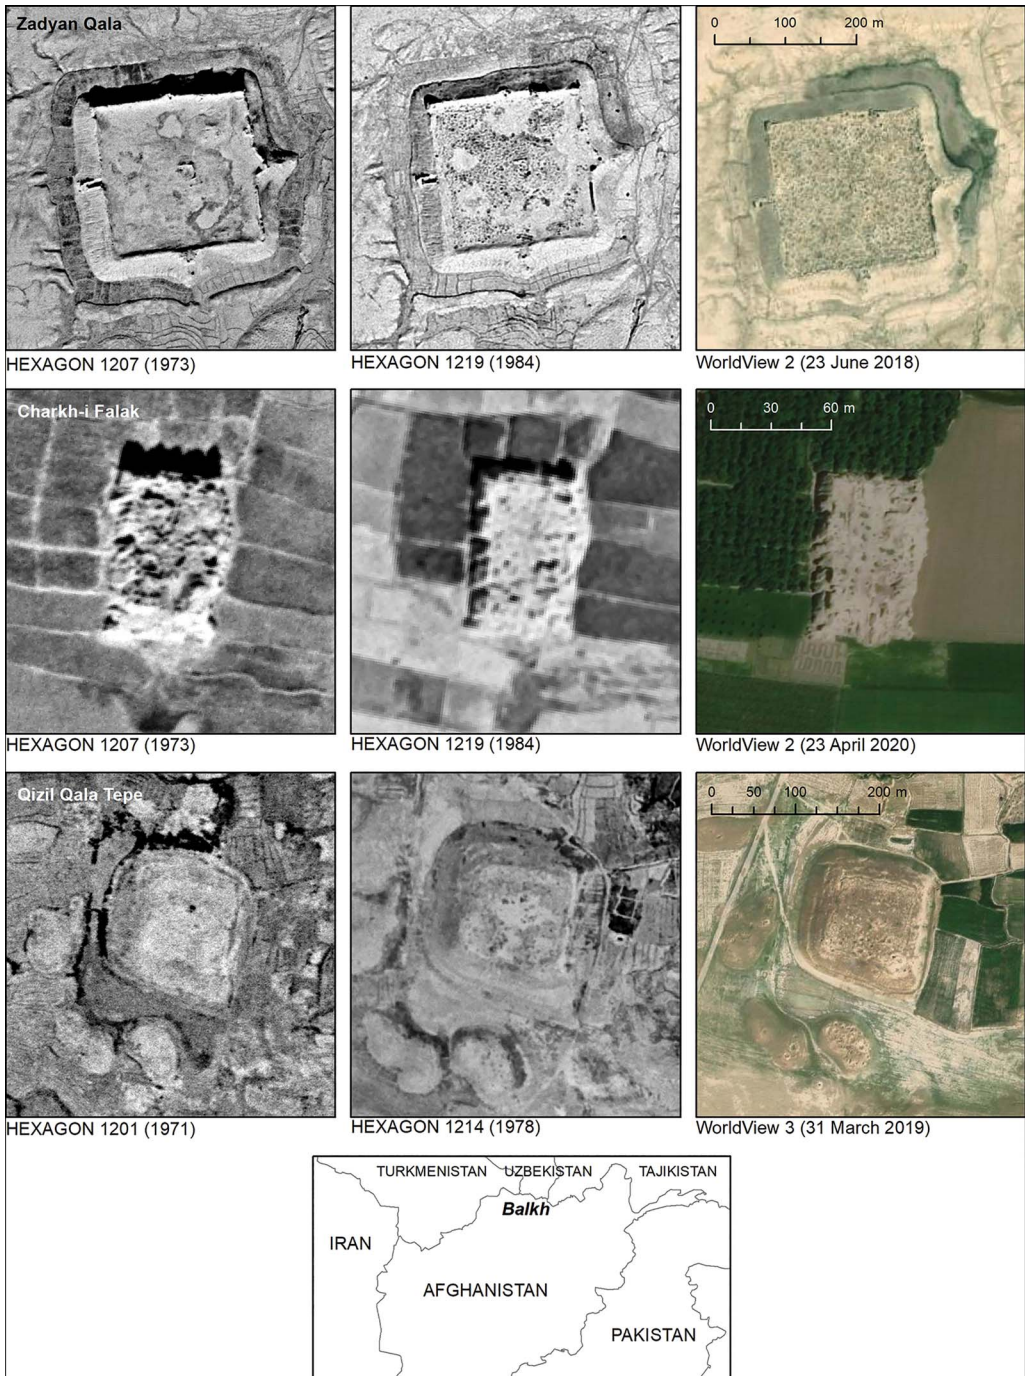 Zadyan Qala
0 100 200 m
HEXAGON 1207 (1973)
HEXAGON 1219 (1984)
WorldView 2 (23 June 2018)
Charkh-i Falak
0 30 60 m
HEXAGON 1207 (1973)
HEXAGON 1219 (1984)
WorldView 2 (23 April 2020)
Qizil Qala Tepe
0 50 100 200 m
HEXAGON 1201 (1971)
HEXAGON 1214 (1978)
WorldView 3 (31 March 2019)
TURKMENISTAN UZBEKISTAN TAJIKISTAN
Balkh
IRAN
AFGHANISTAN
PAKISTAN